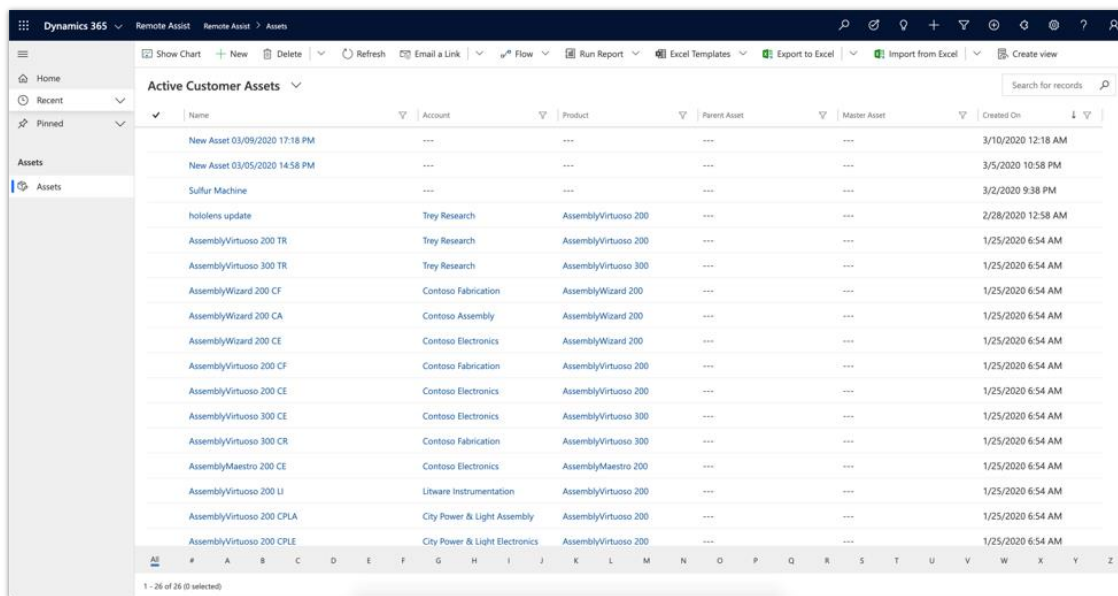 Dynamics 365 Remote Assist Remote Assist > Assets ?
Show Chart + New Delete Refresh Email a Link Flow Run Report Excel Templates Export to Excel Import from Excel Create view
Home
Recent
Pinned
Assets
Assets
Active Customer Assets Search for records
Name Account Product Parent Asset Master Asset Created On
New Asset 03/09/2020 17:18 PM --- --- --- --- 3/10/2020 12:18 AM
New Asset 03/05/2020 14:58 PM --- --- --- --- 3/5/2020 10:58 PM
Sulfur Machine --- --- --- --- 3/2/2020 9:38 PM
hololens update Trey Research AssemblyVirtuoso 200 --- --- 2/28/2020 12:58 AM
AssemblyVirtuoso 200 TR Trey Research AssemblyVirtuoso 200 --- --- 1/25/2020 6:54 AM
AssemblyVirtuoso 300 TR Trey Research AssemblyVirtuoso 300 --- --- 1/25/2020 6:54 AM
AssemblyWizard 200 CF Contoso Fabrication AssemblyWizard 200 --- --- 1/25/2020 6:54 AM
AssemblyWizard 200 CA Contoso Assembly AssemblyWizard 200 --- --- 1/25/2020 6:54 AM
AssemblyWizard 200 CE Contoso Electronics AssemblyWizard 200 --- --- 1/25/2020 6:54 AM
AssemblyVirtuoso 200 CF Contoso Fabrication AssemblyVirtuoso 200 --- --- 1/25/2020 6:54 AM
AssemblyVirtuoso 200 CE Contoso Electronics AssemblyVirtuoso 200 --- --- 1/25/2020 6:54 AM
AssemblyVirtuoso 300 CE Contoso Electronics AssemblyVirtuoso 300 --- --- 1/25/2020 6:54 AM
AssemblyVirtuoso 300 CR Contoso Fabrication AssemblyVirtuoso 300 --- --- 1/25/2020 6:54 AM
AssemblyMaestro 200 CE Contoso Electronics AssemblyMaestro 200 --- --- 1/25/2020 6:54 AM
AssemblyVirtuoso 200 LI Litware Instrumentation AssemblyVirtuoso 200 --- --- 1/25/2020 6:54 AM
AssemblyVirtuoso 200 CPLA City Power & Light Assembly AssemblyVirtuoso 200 --- --- 1/25/2020 6:54 AM
AssemblyVirtuoso 200 CPLE City Power & Light Electronics AssemblyVirtuoso 200 --- --- 1/25/2020 6:54 AM
All # A B C D E F G H I J K L M N O P Q R S T U V W X Y Z
1 - 26 of 26 (0 selected)